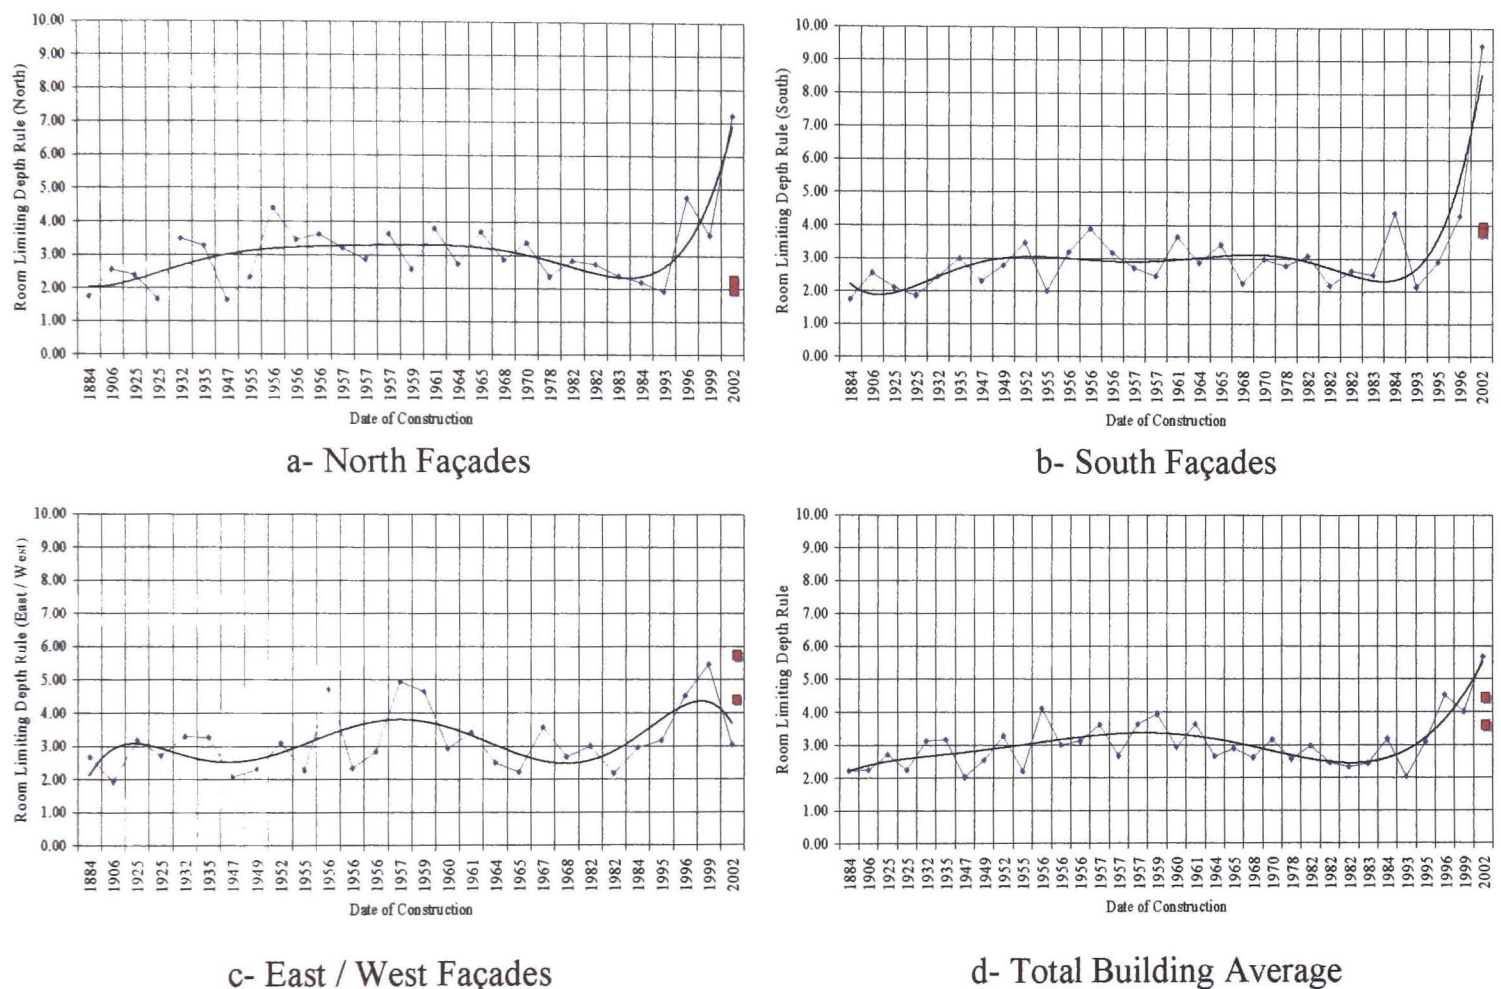 10.00
9.00
8.00
7.00
6.00
5.00
4.00
3.00
2.00
1.00
0.00
Room Limiting Depth Rule (North)
1884 1906 1925 1925 1932 1935 1947 1955 1956 1956 1956 1957 1957 1957 1959 1961 1964 1965 1968 1970 1978 1982 1982 1983 1984 1993 1996 1999 2002
Date of Construction
a- North Façades
10.00
9.00
8.00
7.00
6.00
5.00
4.00
3.00
2.00
1.00
0.00
Room Limiting Depth Rule (South)
1884 1906 1925 1925 1932 1935 1947 1949 1952 1955 1956 1956 1956 1957 1957 1961 1964 1965 1968 1970 1978 1982 1982 1982 1983 1984 1993 1995 1996 2002
Date of Construction
b- South Façades
10.00
9.00
8.00
7.00
6.00
5.00
4.00
3.00
2.00
1.00
0.00
Room Limiting Depth Rule (East / West)
1884 1906 1925 1925 1932 1935 1947 1949 1952 1955 1956 1956 1956 1957 1959 1960 1961 1964 1965 1967 1968 1982 1982 1984 1995 1996 1999 2002
Date of Construction
c- East / West Façades
10.00
9.00
8.00
7.00
6.00
5.00
4.00
3.00
2.00
1.00
0.00
Room Limiting Depth Rule
1884 1906 1925 1925 1932 1935 1947 1949 1952 1955 1956 1956 1956 1957 1957 1957 1959 1960 1961 1964 1965 1968 1970 1978 1982 1982 1982 1983 1984 1993 1995 1996 1999 2002
Date of Construction
d- Total Building Average